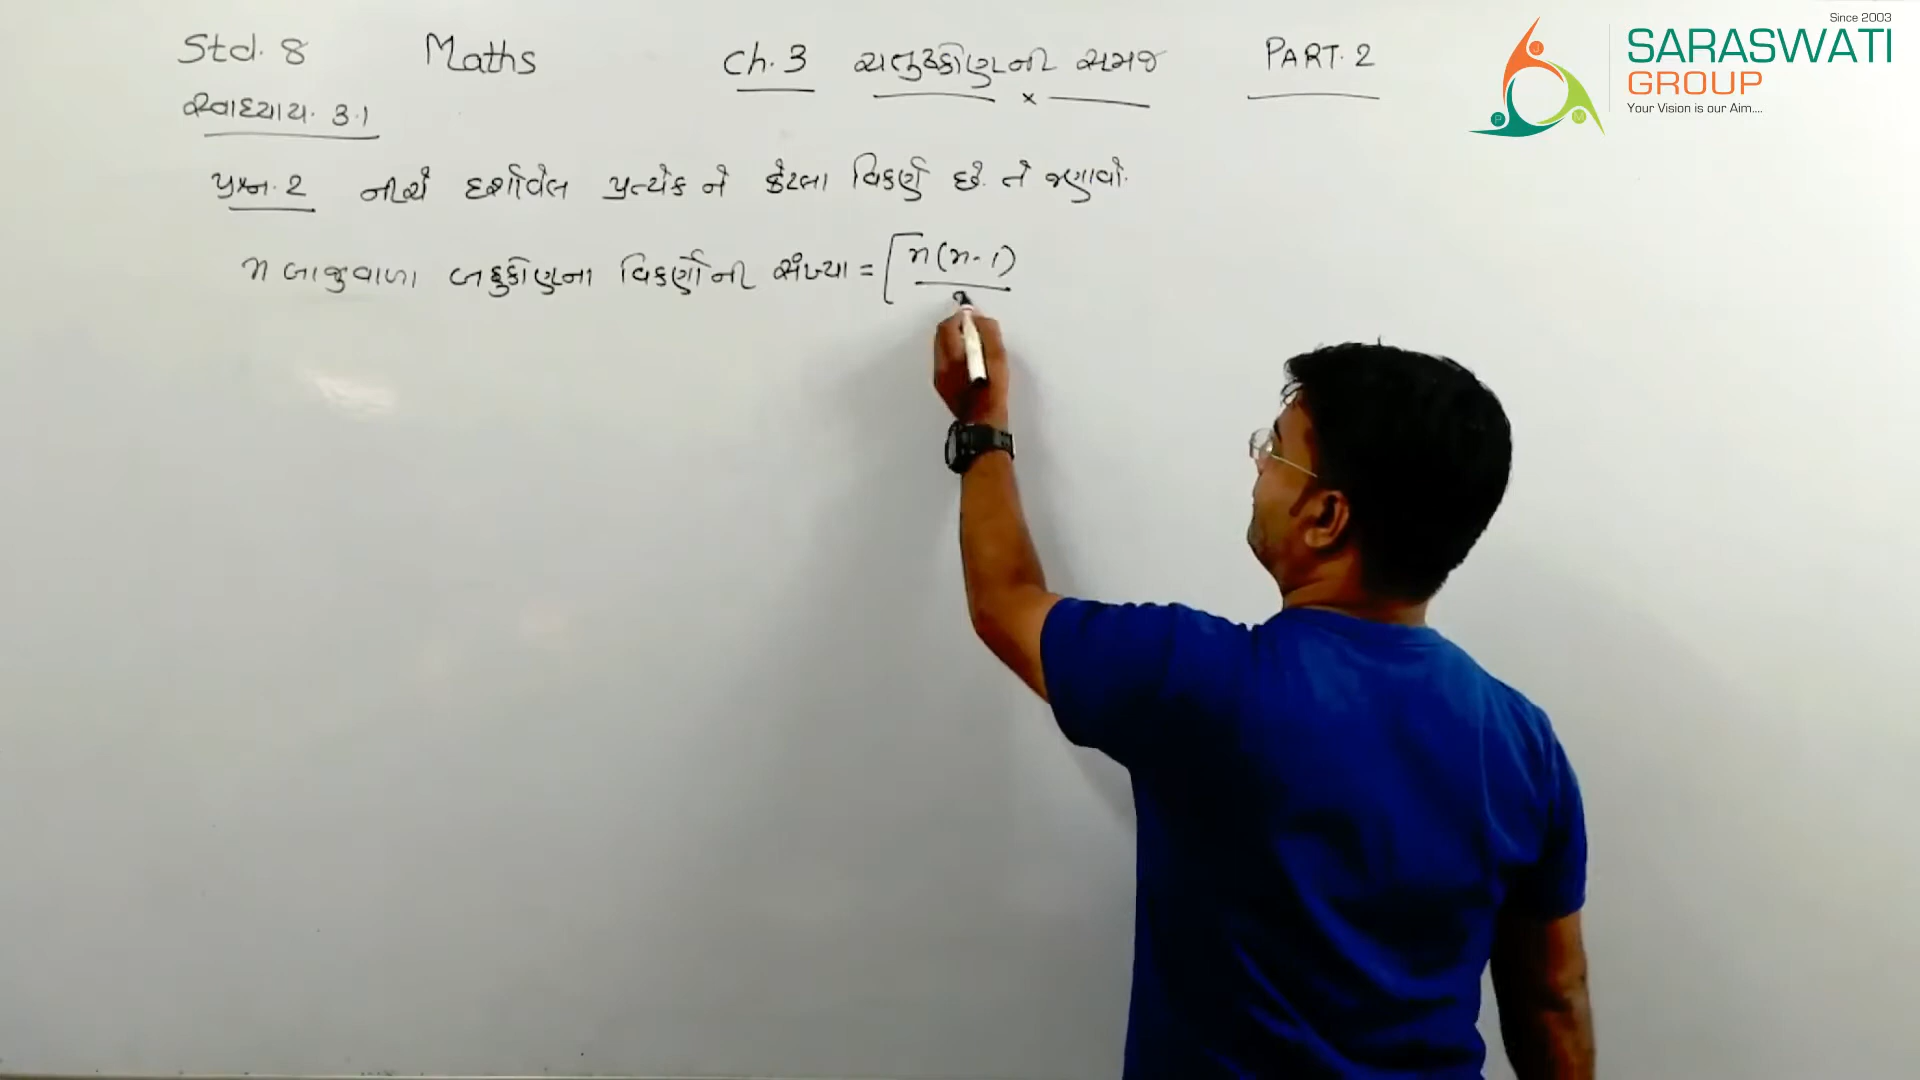 Std. 8 Maths Ch. 3 ચતુષ્કોણની સમજ PART. 2
સ્વાધ્યાય. 3.1
પ્રશ્ન. 2 નીચે દર્શાવેલ પ્રત્યેક ને કેટલા વિકર્ણ છે. તે જણાવો.
n બાજુવાળા બહુકોણના વિકર્ણોની સંખ્યા = [n(n-1)
Since 2003
SARASWATI
GROUP
Your Vision is our Aim....
J
P
M